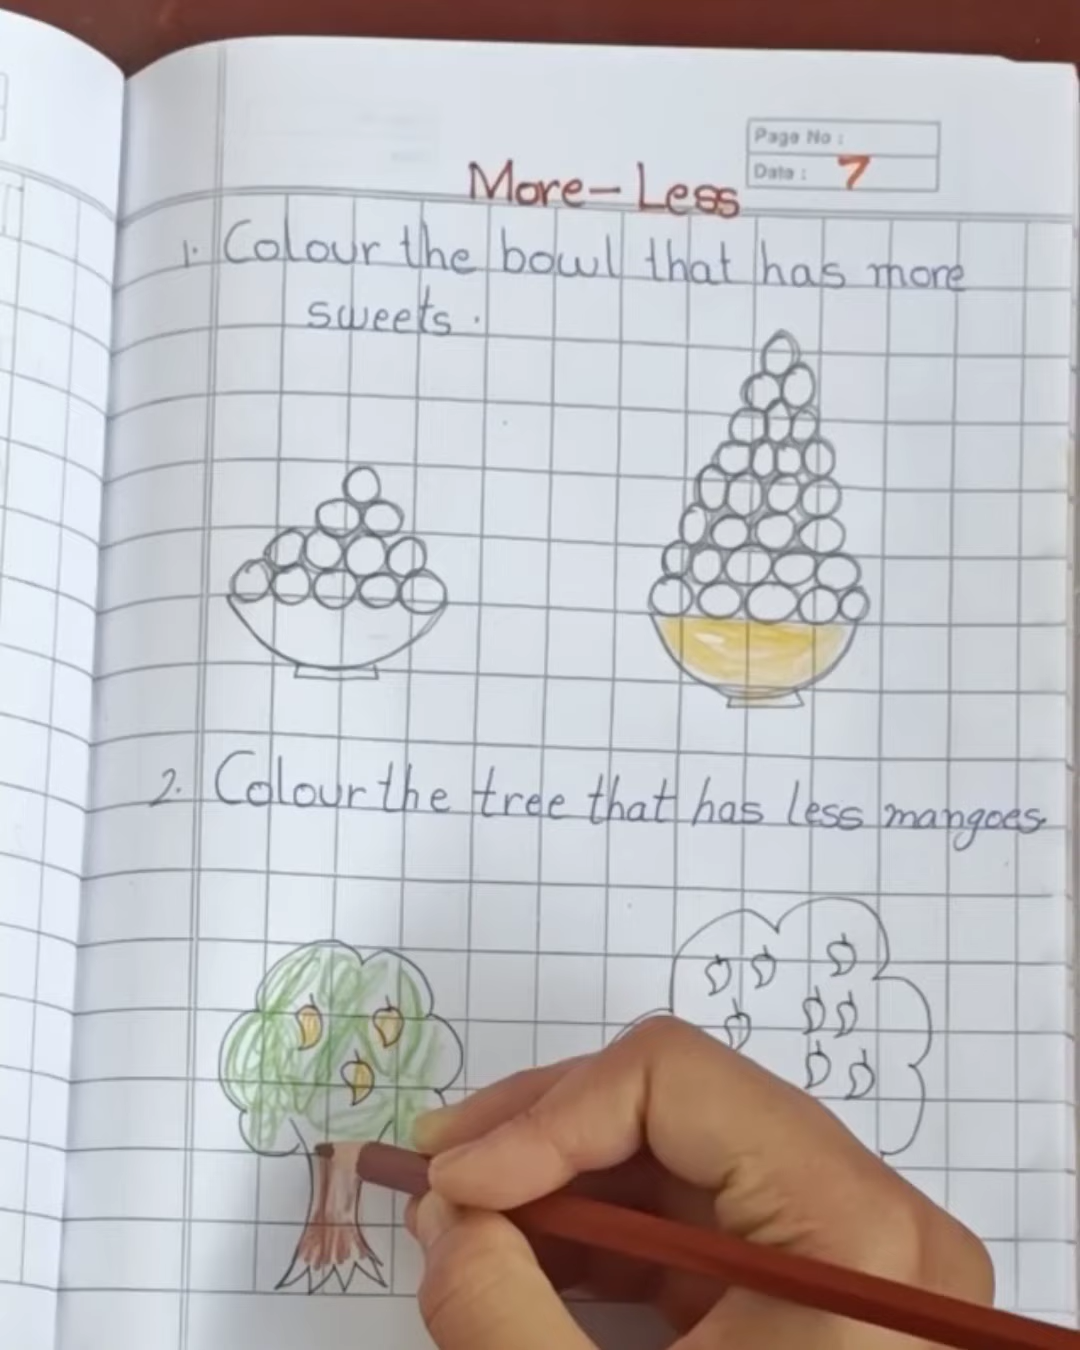 Page No :
Date : 7
More-Less
1. Colour the bowl that has more
sweets.
2. Colour the tree that has less mangoes.